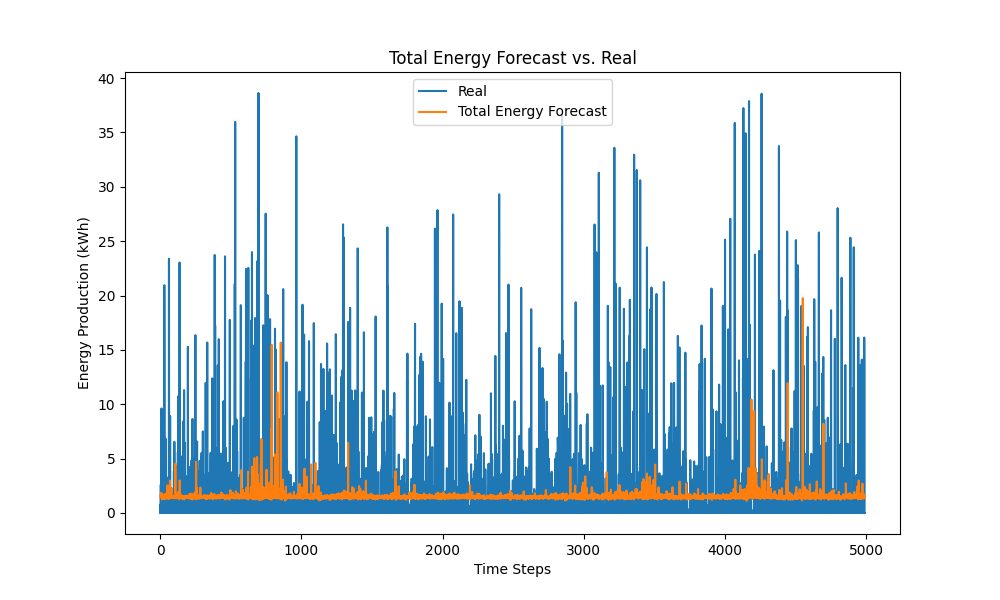 Total Energy Forecast vs. Real
Real
Total Energy Forecast
Energy Production (kWh)
40
35
30
25
20
15
10
5
0
0 1000 2000 3000 4000 5000
Time Steps